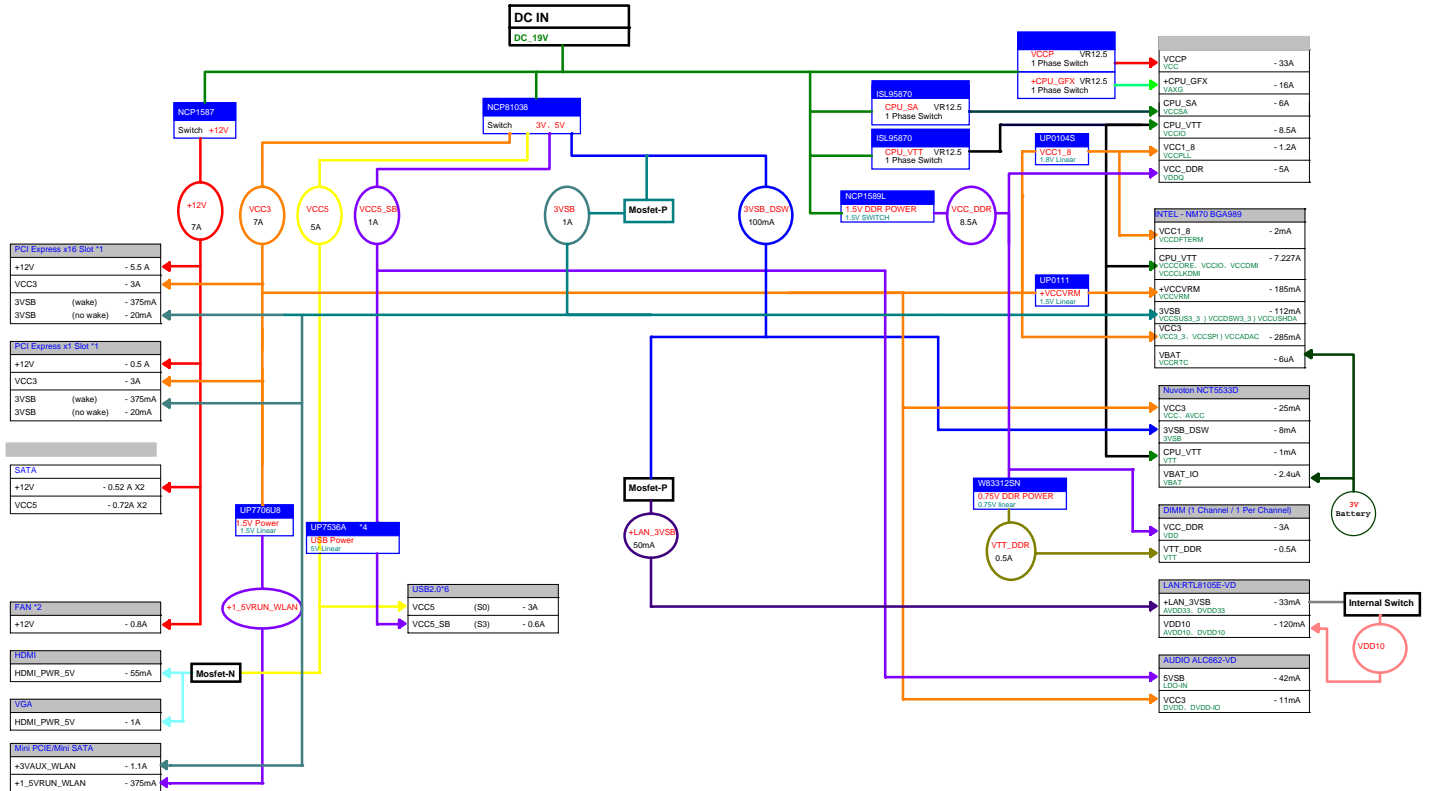 DC IN
DC_19V
NCP1587
Switch +12V
NCP81038
Switch 3V、5V
VCCP VR12.5
1 Phase Switch
+CPU_GFX VR12.5
1 Phase Switch
ISL95870
CPU_SA VR12.5
1 Phase Switch
ISL95870
CPU_VTT VR12.5
1 Phase Switch
UP0104S
VCC1_8
1.8V Linear
NCP1589L
1.5V DDR POWER
1.5V SWITCH
VCC_DDR
8.5A
+12V
7A
VCC3
7A
VCC5
5A
VCC5_SB
1A
3VSB
1A
Mosfet-P
3VSB_DSW
100mA
VCCP - 33A
VCC
+CPU_GFX - 16A
VAXG
CPU_SA - 6A
VCCSA
CPU_VTT - 8.5A
VCCIO
VCC1_8 - 1.2A
VCCPLL
VCC_DDR - 5A
VDDQ
INTEL - NM70 BGA989
VCC1_8 - 2mA
VCCDFTERM
CPU_VTT - 7.227A
VCCCORE、VCCIO、VCCDMI
VCCCLKDMI
+VCCVRM - 185mA
VCCVRM
3VSB - 112mA
VCCSUS3_3 ) VCCDSW3_3 ) VCCUSHDA
VCC3
VCC3_3、VCCSPI ) VCCADAC - 285mA
VBAT
VCCRTC - 6uA
UP0111
+VCCVRM
1.5V Linear
PCI Express x16 Slot *1
+12V - 5.5 A
VCC3 - 3A
3VSB (wake) - 375mA
3VSB (no wake) - 20mA
PCI Express x1 Slot *1
+12V - 0.5 A
VCC3 - 3A
3VSB (wake) - 375mA
3VSB (no wake) - 20mA
SATA
+12V - 0.52 A X2
VCC5 - 0.72A X2
UP7706U8
1.5V Power
1.5V Linear
UP7536A *4
USB Power
5V Linear
Mosfet-P
+LAN_3VSB
50mA
Nuvoton NCT5533D
VCC3 - 25mA
VCC、AVCC
3VSB_DSW - 8mA
3VSB
CPU_VTT - 1mA
VTT
VBAT_IO - 2.4uA
VBAT
3V
Battery
W83312SN
0.75V DDR POWER
0.75V linear
VTT_DDR
0.5A
DIMM (1 Channel / 1 Per Channel)
VCC_DDR - 3A
VDD
VTT_DDR - 0.5A
VTT
+1_5VRUN_WLAN
USB2.0*6
VCC5 (S0) - 3A
VCC5_SB (S3) - 0.6A
FAN *2
+12V - 0.8A
LAN:RTL8105E-VD
+LAN_3VSB - 33mA
AVDD33、DVDD33
VDD10 - 120mA
AVDD10、DVDD10
Internal Switch
VDD10
HDMI
HDMI_PWR_5V - 55mA
Mosfet-N
VGA
HDMI_PWR_5V - 1A
AUDIO ALC662-VD
5VSB - 42mA
LDO-IN
VCC3 - 11mA
DVDD、DVDD-IO
Mini PCIE/Mini SATA
+3VAUX_WLAN - 1.1A
+1_5VRUN_WLAN - 375mA